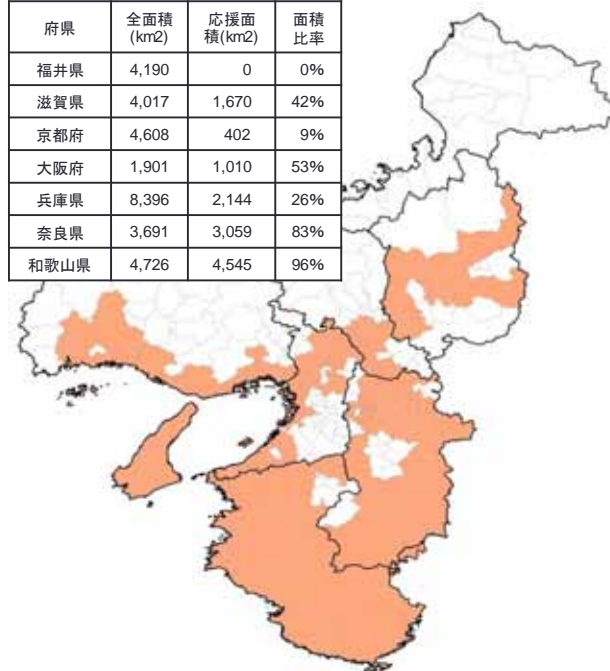 府県 全面積(km2) 応援面積(km2) 面積比率
福井県 4,190 0 0%
滋賀県 4,017 1,670 42%
京都府 4,608 402 9%
大阪府 1,901 1,010 53%
兵庫県 8,396 2,144 26%
奈良県 3,691 3,059 83%
和歌山県 4,726 4,545 96%